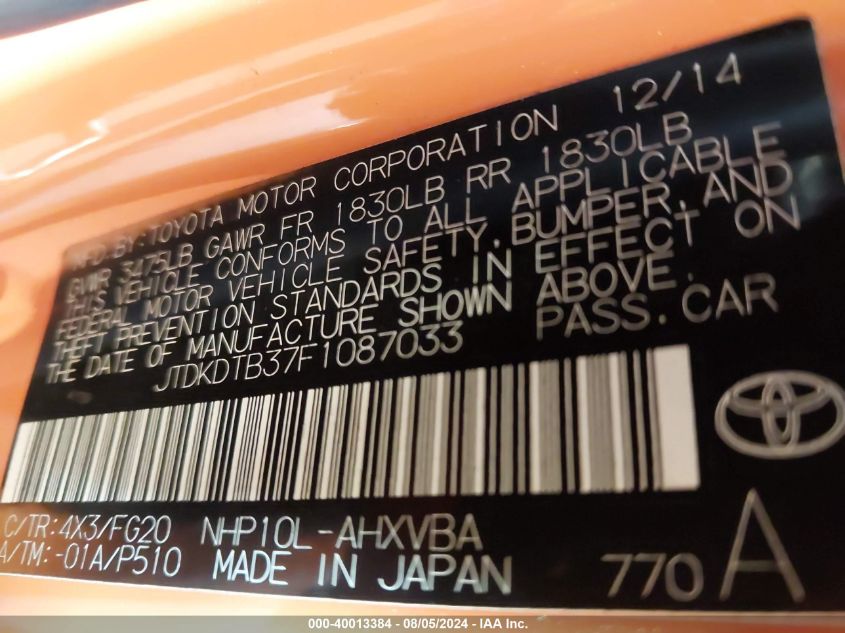 MFD.BY:TOYOTA MOTOR CORPORATION 12/14
GVWR 3475LB GAWR FR 1830LB RR 1830LB
THIS VEHICLE CONFORMS TO ALL APPLICABLE
FEDERAL MOTOR VEHICLE SAFETY,BUMPER,AND
THEFT PREVENTION STANDARDS IN EFFECT ON
THE DATE OF MANUFACTURE SHOWN ABOVE.
JTDKDTB37F1087033 PASS.CAR
C/TR:4X3/FG20 NHP10L-AHXVBA
A/TM:-01A/P510 MADE IN JAPAN 770 A
000-40013384 - 08/05/2024 - IAA Inc.